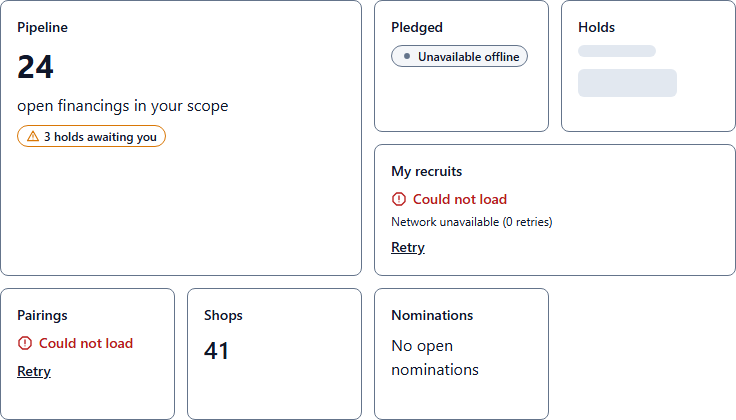 Pipeline
24
open financings in your scope
3 holds awaiting you
Pledged
Unavailable offline
Holds
My recruits
Could not load
Network unavailable (0 retries)
Retry
Pairings
Could not load
Retry
Shops
41
Nominations
No open
nominations